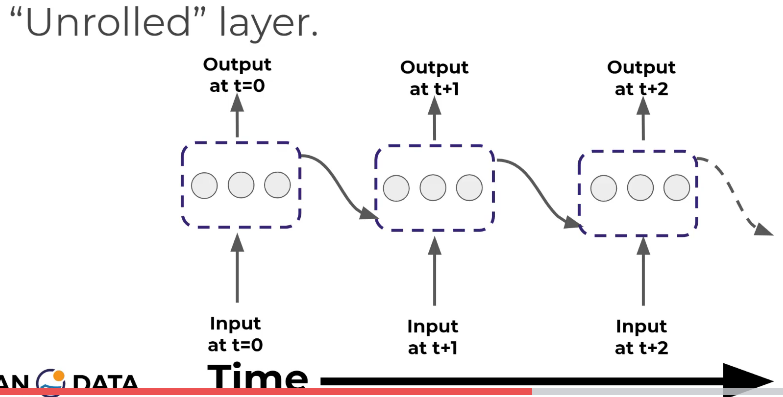 “Unrolled” layer.
Output
at t=0
Output
at t+1
Output
at t+2
Input
at t=0
Input
at t+1
Input
at t+2
AN DATA
Time